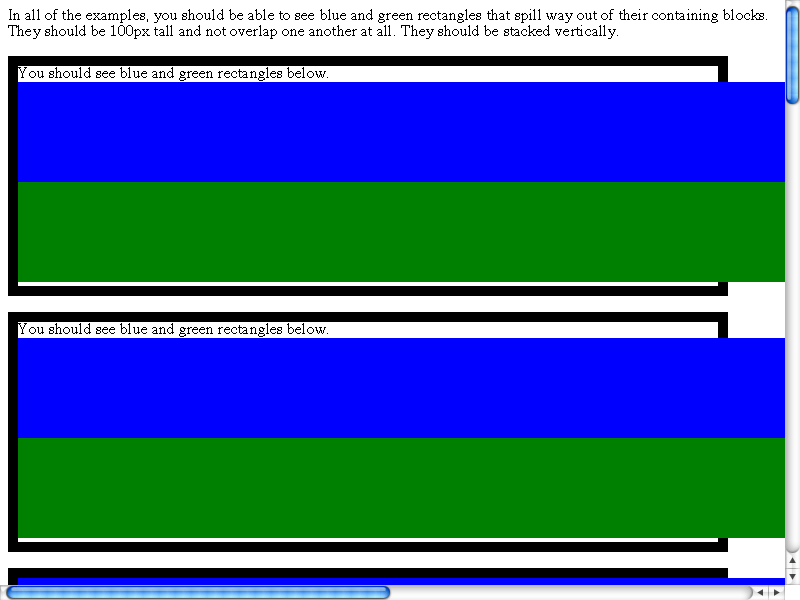 In all of the examples, you should be able to see blue and green rectangles that spill way out of their containing blocks.
They should be 100px tall and not overlap one another at all. They should be stacked vertically.
You should see blue and green rectangles below.
You should see blue and green rectangles below.